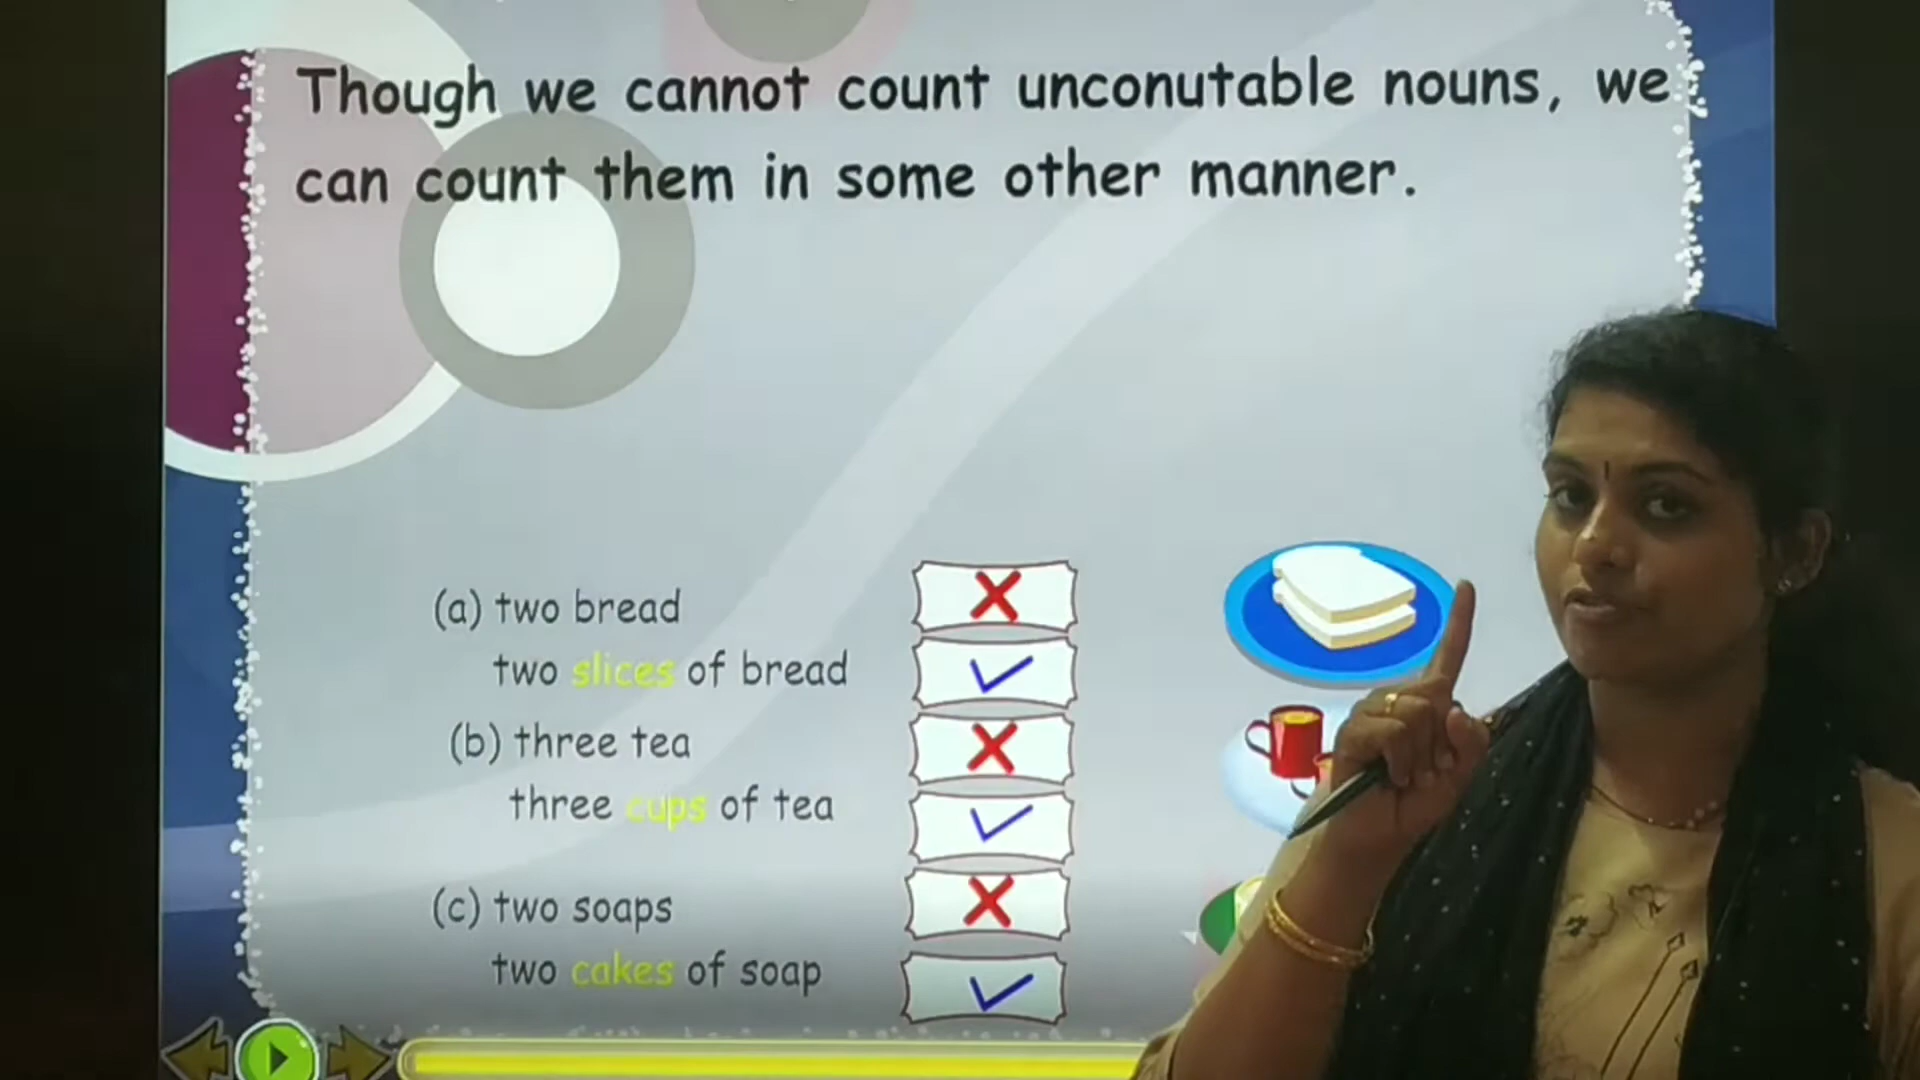 Though we cannot count unconutable nouns, we
can count them in some other manner.
(a) two bread
two slices of bread
(b) three tea
three cups of tea
(c) two soaps
two cakes of soap